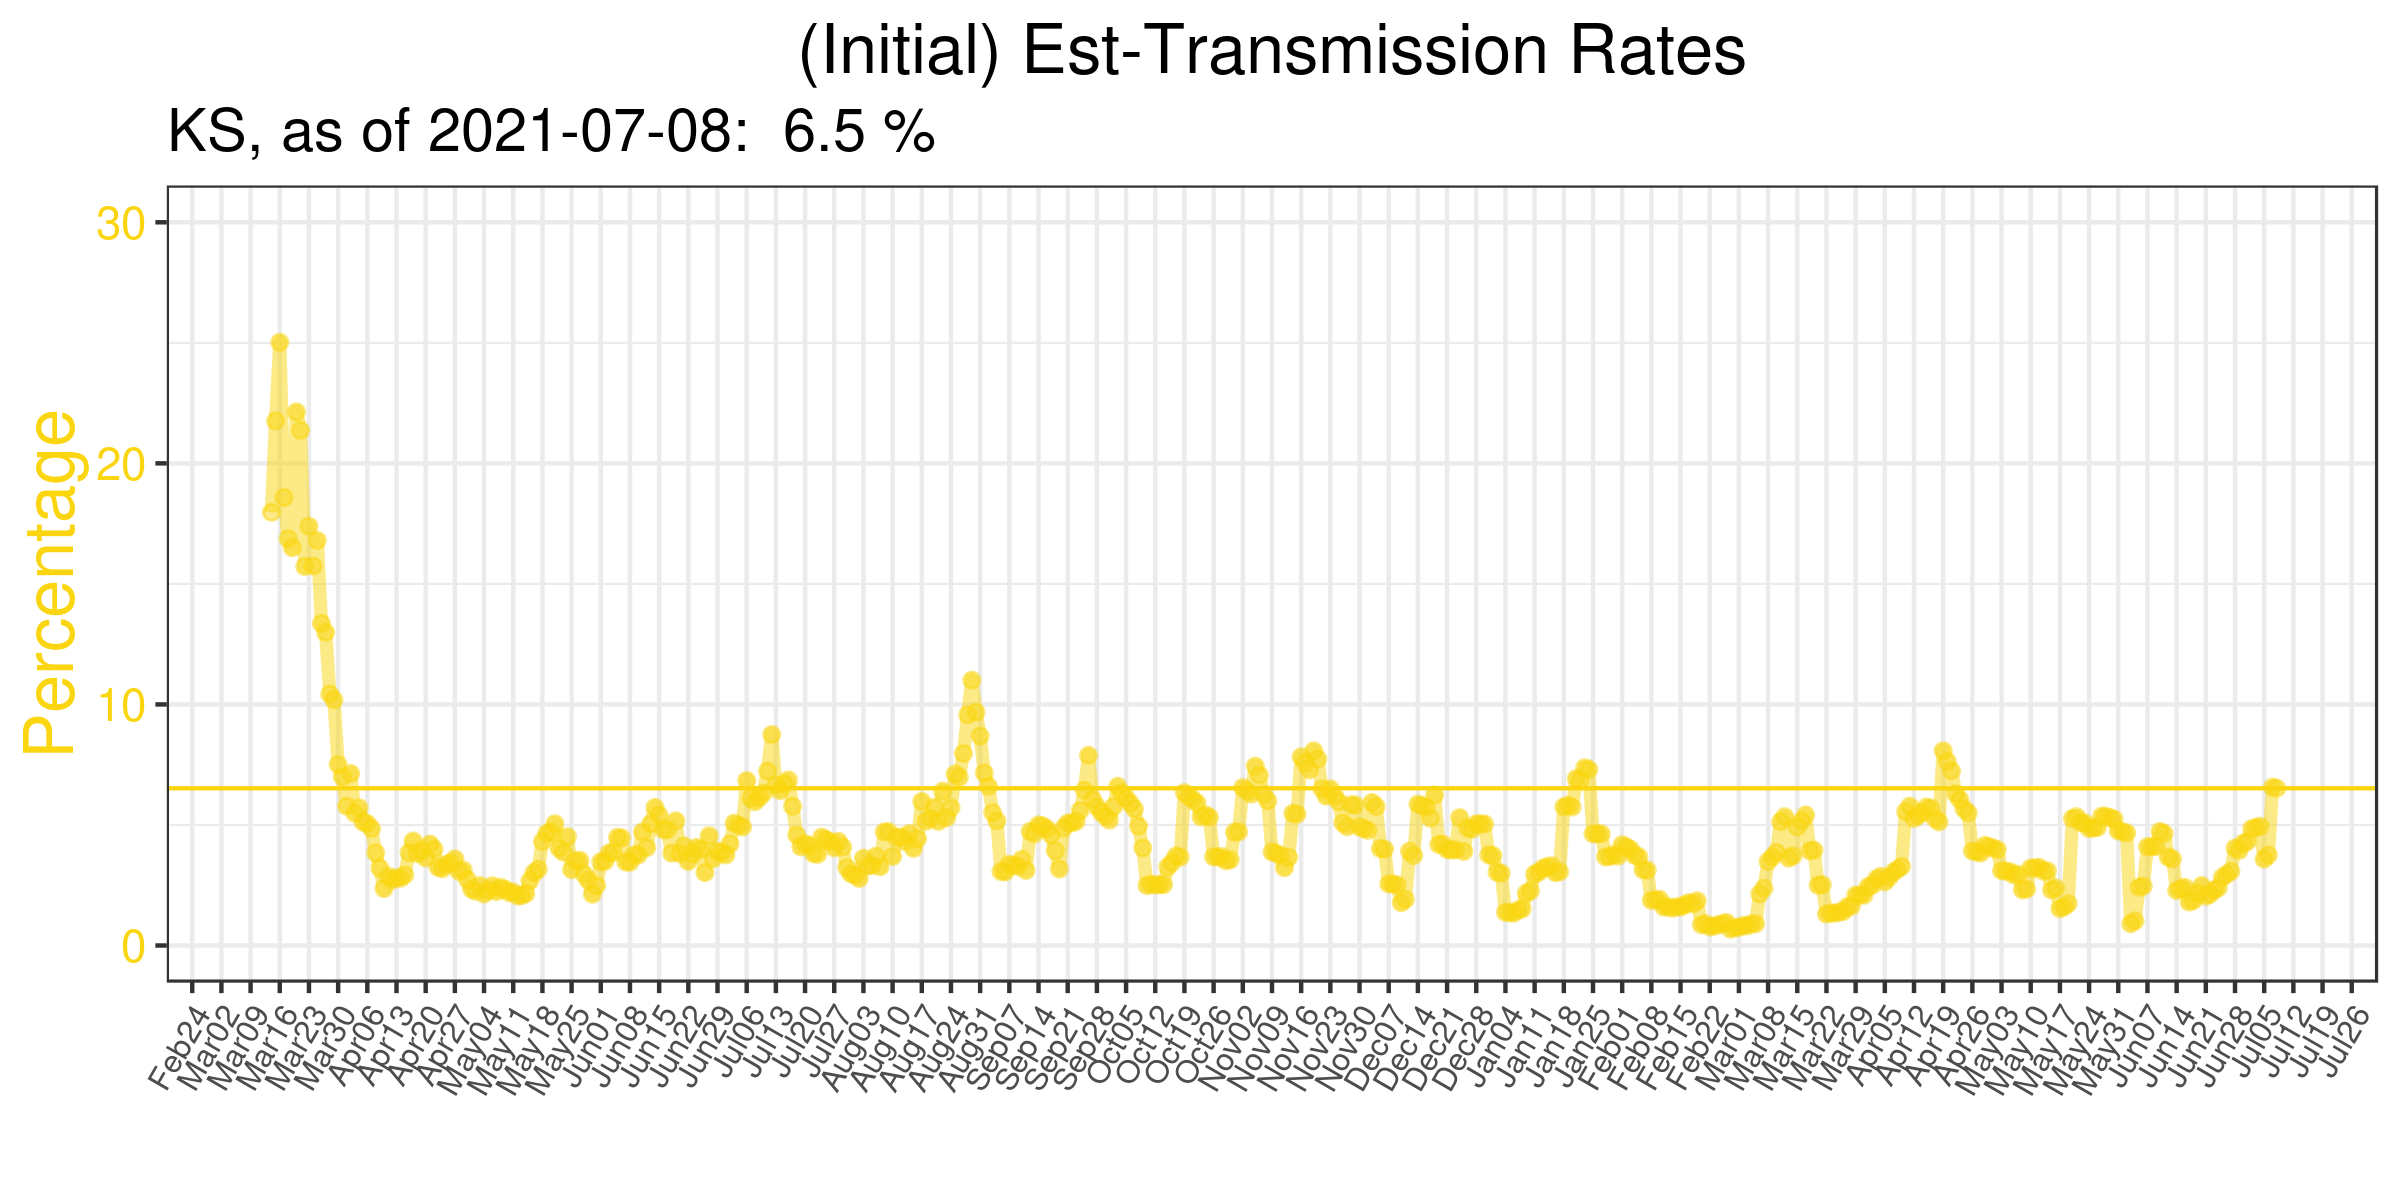 (Initial) Est-Transmission Rates
KS, as of 2021-07-08:  6.5 %
Percentage
30
20
10
0
Feb24
Mar02
Mar09
Mar16
Mar23
Mar30
Apr06
Apr13
Apr20
Apr27
May04
May11
May18
May25
Jun01
Jun08
Jun15
Jun22
Jun29
Jul06
Jul13
Jul20
Jul27
Aug03
Aug10
Aug17
Aug24
Aug31
Sep07
Sep14
Sep21
Sep28
Oct05
Oct12
Oct19
Oct26
Nov02
Nov09
Nov16
Nov23
Nov30
Dec07
Dec14
Dec21
Dec28
Jan04
Jan11
Jan18
Jan25
Feb01
Feb08
Feb15
Feb22
Mar01
Mar08
Mar15
Mar22
Mar29
Apr05
Apr12
Apr19
Apr26
May03
May10
May17
May24
May31
Jun07
Jun14
Jun21
Jun28
Jul05
Jul12
Jul19
Jul26